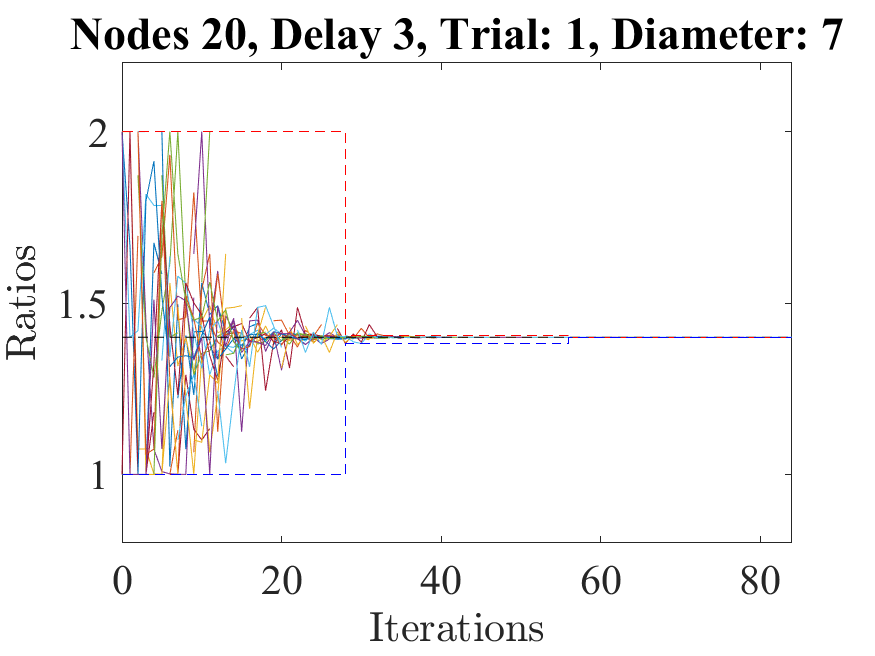 Nodes 20, Delay 3, Trial: 1, Diameter: 7
2
1.5
1
Ratios
0 20 40 60 80
Iterations